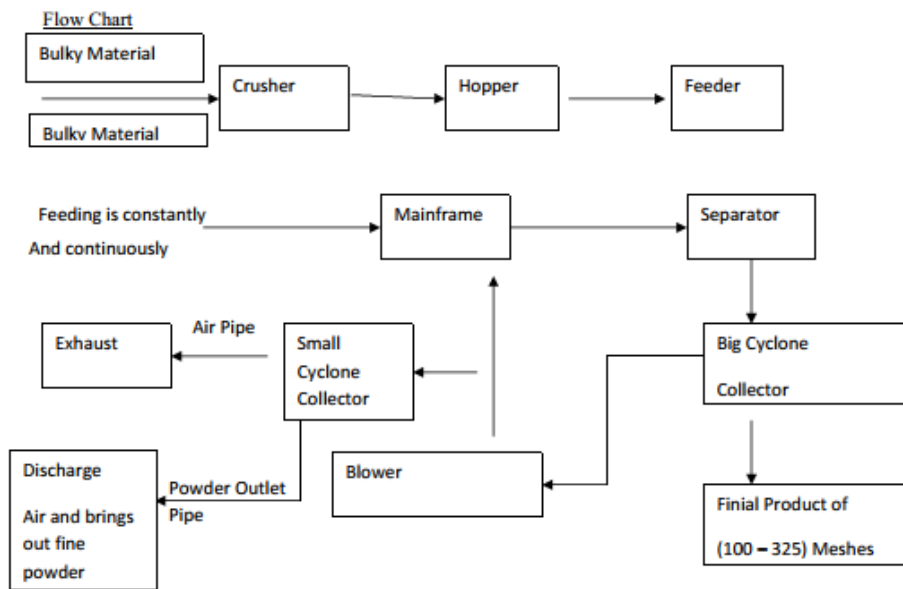 Flow Chart
Bulky Material
Crusher
Hopper
Feeder
Bulky Material
Feeding is constantly
And continuously
Mainframe
Separator
Exhaust
Air Pipe
Small
Cyclone
Collector
Big Cyclone
Collector
Blower
Discharge
Air and brings
out fine
powder
Powder Outlet
Pipe
Finial Product of
(100 – 325) Meshes